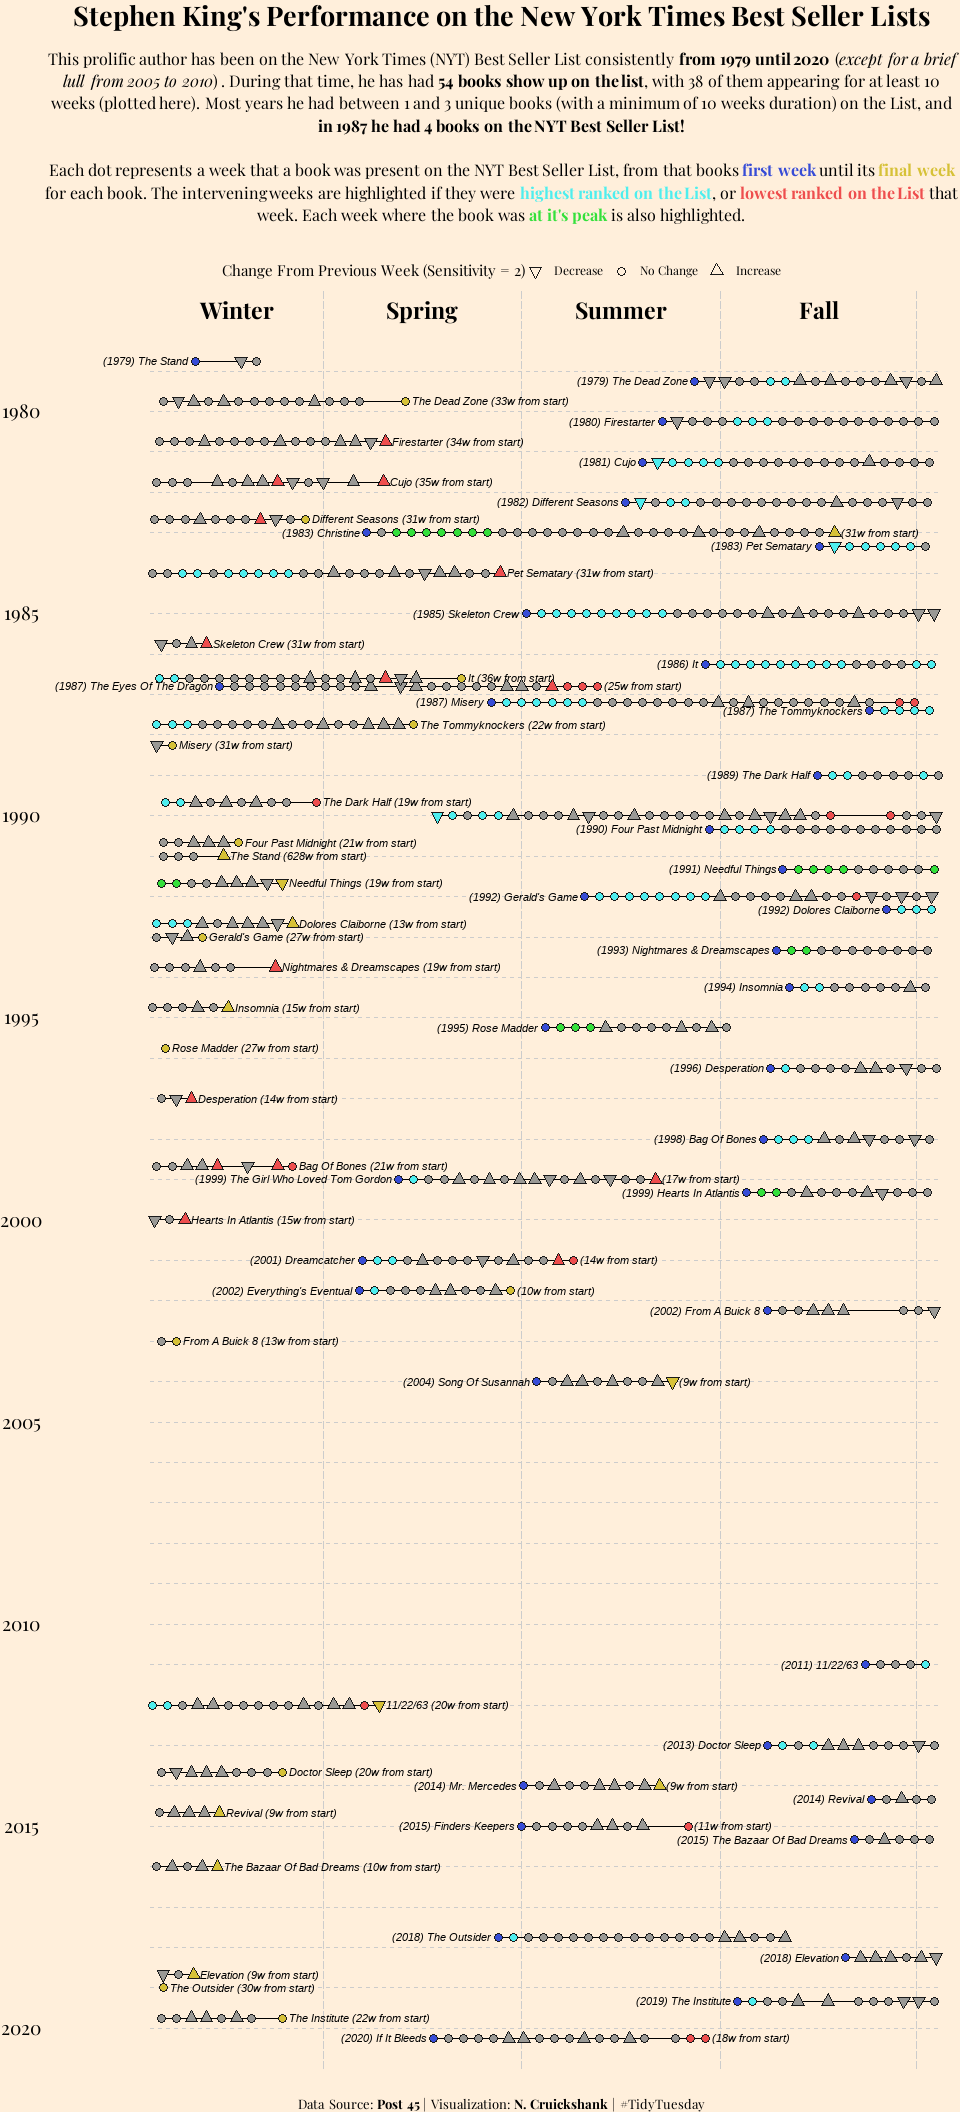 Stephen King's Performance on the New York Times Best Seller Lists
This prolific author has been on the New York Times (NYT) Best Seller List consistently from 1979 until 2020 (except for a brief
lull from 2005 to 2010) . During that time, he has had 54 books show up on the list, with 38 of them appearing for at least 10
weeks (plotted here). Most years he had between 1 and 3 unique books (with a minimum of 10 weeks duration) on the List, and
in 1987 he had 4 books on the NYT Best Seller List!
Each dot represents a week that a book was present on the NYT Best Seller List, from that books first week until its final week
for each book. The intervening weeks are highlighted if they were highest ranked on the List, or lowest ranked on the List that
week. Each week where the book was at it's peak is also highlighted.
Change From Previous Week (Sensitivity = 2) Decrease No Change Increase
Winter Spring Summer Fall
(1979) The Stand
(1979) The Dead Zone
The Dead Zone (33w from start)
1980
(1980) Firestarter
Firestarter (34w from start)
(1981) Cujo
Cujo (35w from start)
(1982) Different Seasons
Different Seasons (31w from start)
(1983) Christine (31w from start)
(1983) Pet Sematary
Pet Sematary (31w from start)
1985
(1985) Skeleton Crew
Skeleton Crew (31w from start)
(1986) It
It (36w from start)
(1987) The Eyes Of The Dragon (25w from start)
(1987) Misery
(1987) The Tommyknockers
The Tommyknockers (22w from start)
Misery (31w from start)
(1989) The Dark Half
The Dark Half (19w from start)
1990
(1990) Four Past Midnight
Four Past Midnight (21w from start)
The Stand (628w from start)
(1991) Needful Things
Needful Things (19w from start)
(1992) Gerald's Game
(1992) Dolores Claiborne
Dolores Claiborne (13w from start)
Gerald's Game (27w from start)
(1993) Nightmares & Dreamscapes
Nightmares & Dreamscapes (19w from start)
(1994) Insomnia
Insomnia (15w from start)
1995
(1995) Rose Madder
Rose Madder (27w from start)
(1996) Desperation
Desperation (14w from start)
(1998) Bag Of Bones
Bag Of Bones (21w from start)
(1999) The Girl Who Loved Tom Gordon (17w from start)
(1999) Hearts In Atlantis
2000
Hearts In Atlantis (15w from start)
(2001) Dreamcatcher (14w from start)
(2002) Everything's Eventual (10w from start)
(2002) From A Buick 8
From A Buick 8 (13w from start)
(2004) Song Of Susannah (9w from start)
2005
2010
(2011) 11/22/63
11/22/63 (20w from start)
(2013) Doctor Sleep
Doctor Sleep (20w from start)
(2014) Mr. Mercedes (9w from start)
(2014) Revival
Revival (9w from start)
2015
(2015) Finders Keepers (11w from start)
(2015) The Bazaar Of Bad Dreams
The Bazaar Of Bad Dreams (10w from start)
(2018) The Outsider
(2018) Elevation
Elevation (9w from start)
The Outsider (30w from start)
(2019) The Institute
The Institute (22w from start)
2020
(2020) If It Bleeds (18w from start)
Data Source: Post 45 | Visualization: N. Cruickshank | #TidyTuesday